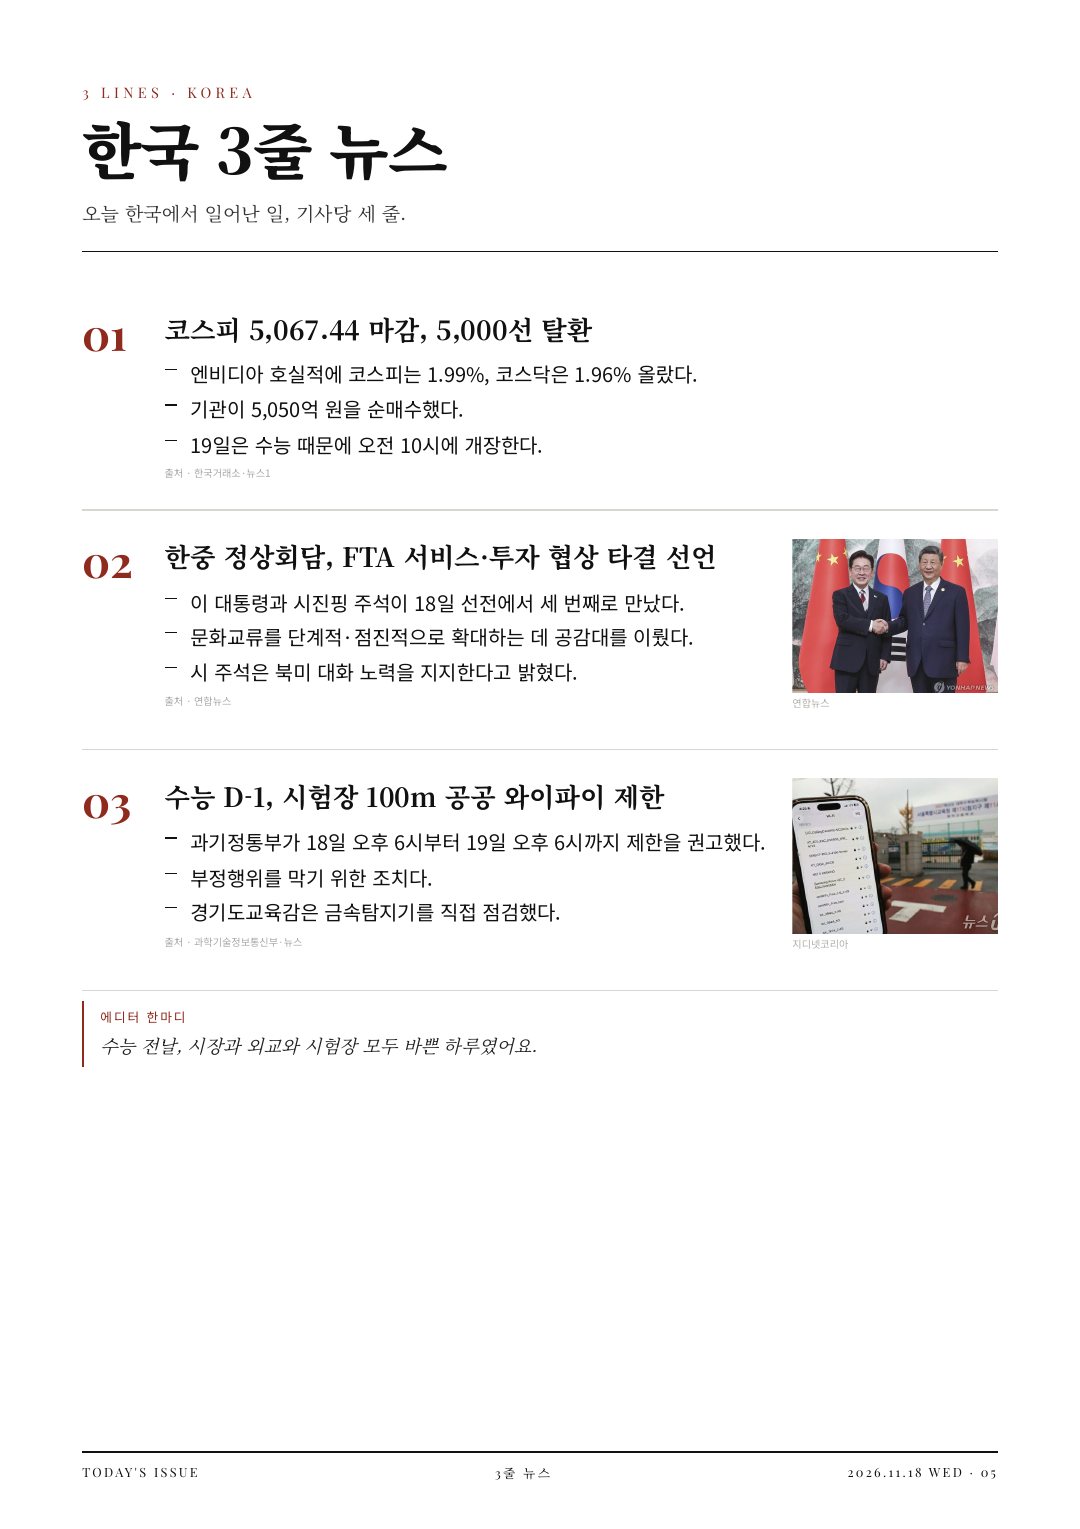 3 LINES · KOREA
한국 3줄 뉴스
오늘 한국에서 일어난 일, 기사당 세 줄.
01
코스피 5,067.44 마감, 5,000선 탈환
— 엔비디아 호실적에 코스피는 1.99%, 코스닥은 1.96% 올랐다.
— 기관이 5,050억 원을 순매수했다.
— 19일은 수능 때문에 오전 10시에 개장한다.
출처 · 한국거래소·뉴스1
02
한중 정상회담, FTA 서비스·투자 협상 타결 선언
— 이 대통령과 시진핑 주석이 18일 선전에서 세 번째로 만났다.
— 문화교류를 단계적·점진적으로 확대하는 데 공감대를 이뤘다.
— 시 주석은 북미 대화 노력을 지지한다고 밝혔다.
출처 · 연합뉴스
YONHAP NEWS
연합뉴스
03
수능 D-1, 시험장 100m 공공 와이파이 제한
— 과기정통부가 18일 오후 6시부터 19일 오후 6시까지 제한을 권고했다.
— 부정행위를 막기 위한 조치다.
— 경기도교육감은 금속탐지기를 직접 점검했다.
출처 · 과학기술정보통신부·뉴스
뉴스1
지디넷코리아
에디터 한마디
수능 전날, 시장과 외교와 시험장 모두 바쁜 하루였어요.
TODAY'S ISSUE
3줄 뉴스
2026.11.18 WED · 05